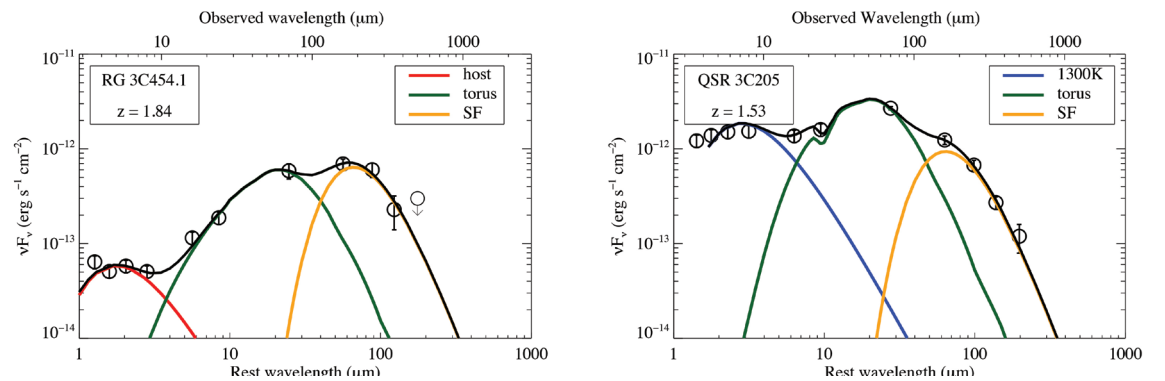 Observed wavelength (μm)
10 100 1000
10⁻¹¹
RG 3C454.1
z = 1.84
host
torus
SF
10⁻¹²
νFᵥ (erg s⁻¹ cm⁻²)
10⁻¹³
10⁻¹⁴
1 10 100 1000
Rest wavelength (μm)
Observed Wavelength (μm)
10 100 1000
10⁻¹¹
QSR 3C205
z = 1.53
1300K
torus
SF
10⁻¹²
νFᵥ (erg s⁻¹ cm⁻²)
10⁻¹³
10⁻¹⁴
1 10 100 1000
Rest wavelength (μm)